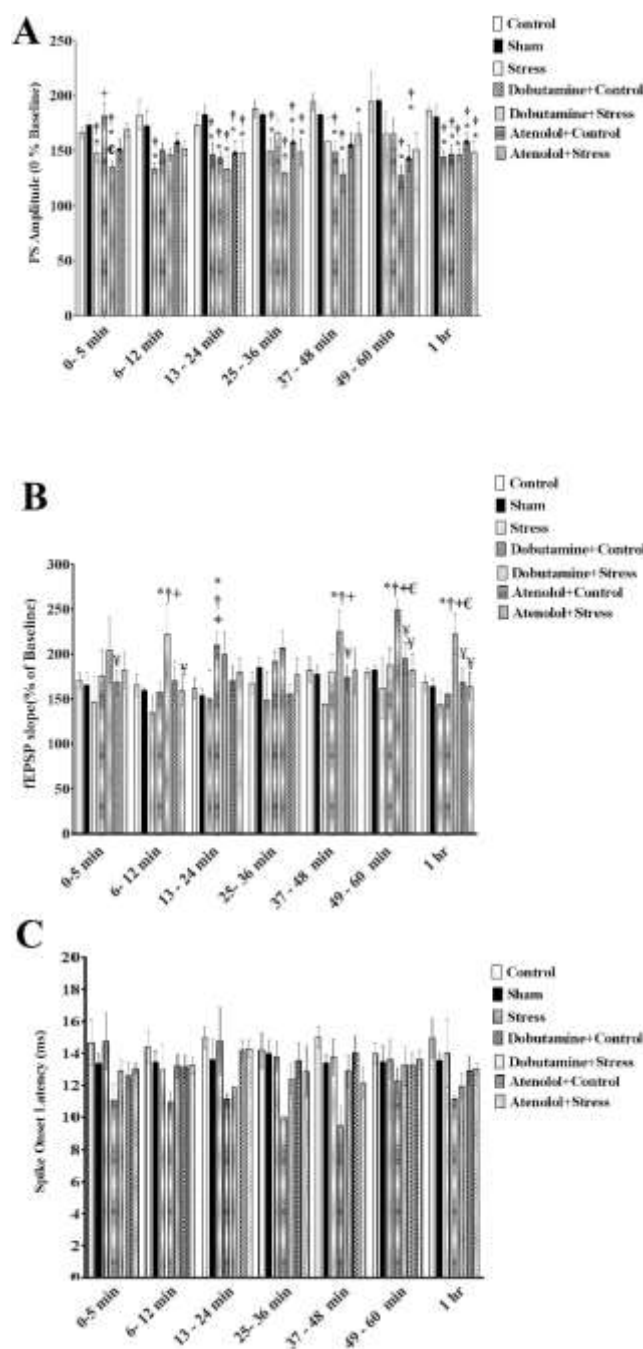 A
Control
Sham
Stress
Dobutamine+Control
Dobutamine+Stress
Atenolol+Control
Atenolol+Stress
PS Amplitude (0 % Baseline)
250
200
150
100
50
0
0- 5 min
6- 12 min
13 - 24 min
25 - 36 min
37 - 48 min
49 - 60 min
1 hr
B
Control
Sham
Stress
Dobutamine+Control
Dobutamine+Stress
Atenolol+Control
Atenolol+Stress
fEPSP slope(% of Baseline)
300
250
200
150
100
50
0
*†+
*†+
*†+€
*†+€
0-5 min
6- 12 min
13 - 24 min
25- 36 min
37 - 48 min
49 - 60 min
1 hr
C
Control
Sham
Stress
Dobutamine+Control
Dobutamine+Stress
Atenolol+Control
Atenolol+Stress
Spike Onset Latency (ms)
20
18
16
14
12
10
8
6
4
2
0
0-5 min
6- 12 min
13 - 24 min
25- 36 min
37 - 48 min
49 - 60 min
1 hr